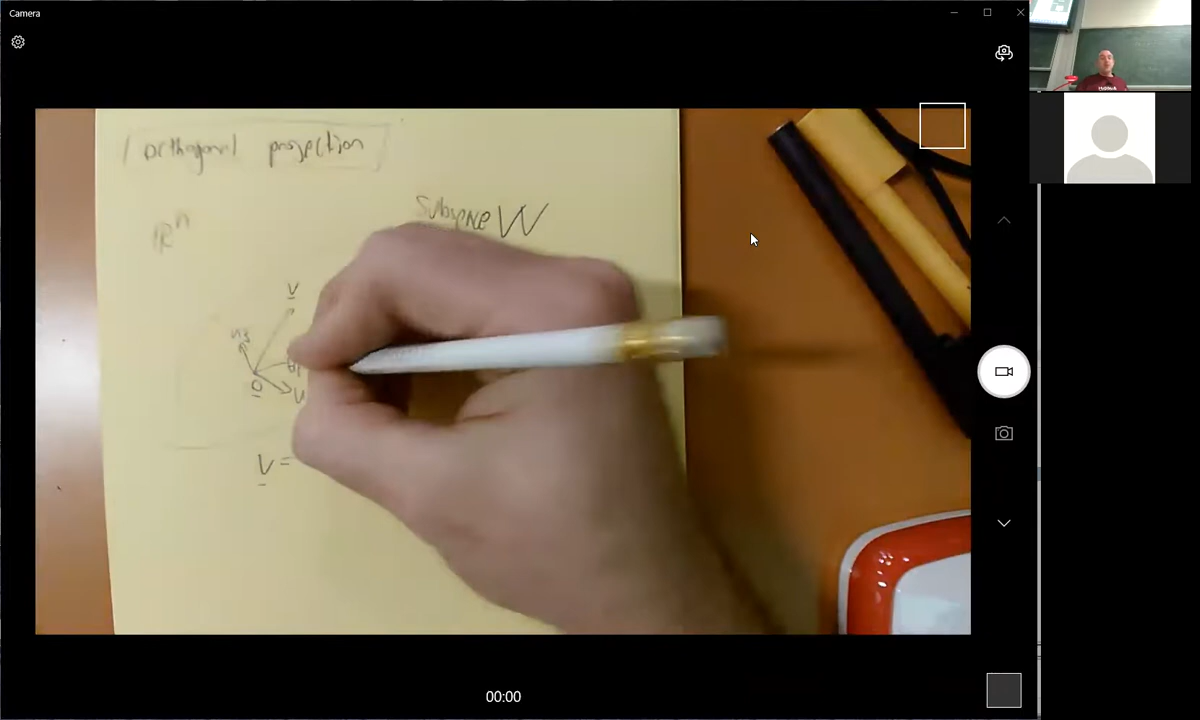 Camera
Orthogonal projection
Subspace W
ℝⁿ
v
0
v =
00:00